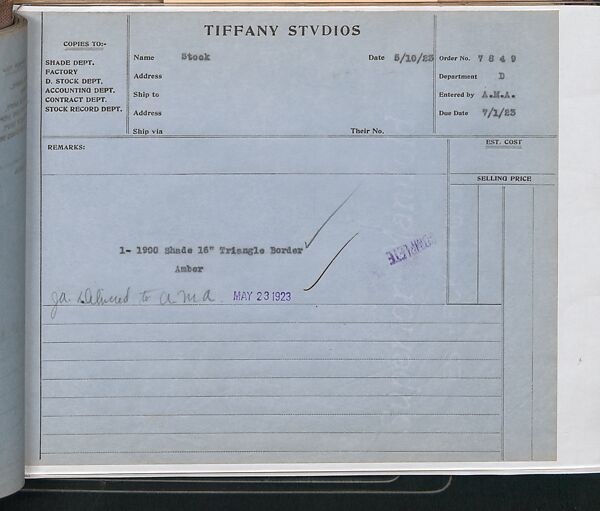 TIFFANY STVDIOS
COPIES TO:-
SHADE DEPT.
FACTORY
D. STOCK DEPT.
ACCOUNTING DEPT.
CONTRACT DEPT.
STOCK RECORD DEPT.
Name Stock Date 5/10/23
Address
Ship to
Address
Ship via Their No.
Order No. 7849
Department D
Entered by A.M.A.
Due Date 7/1/23
REMARKS:
EST. COST
SELLING PRICE
1- 1900 Shade 16" Triangle Border
Amber
COMPLETE
delivered to a m a. MAY 23 1923